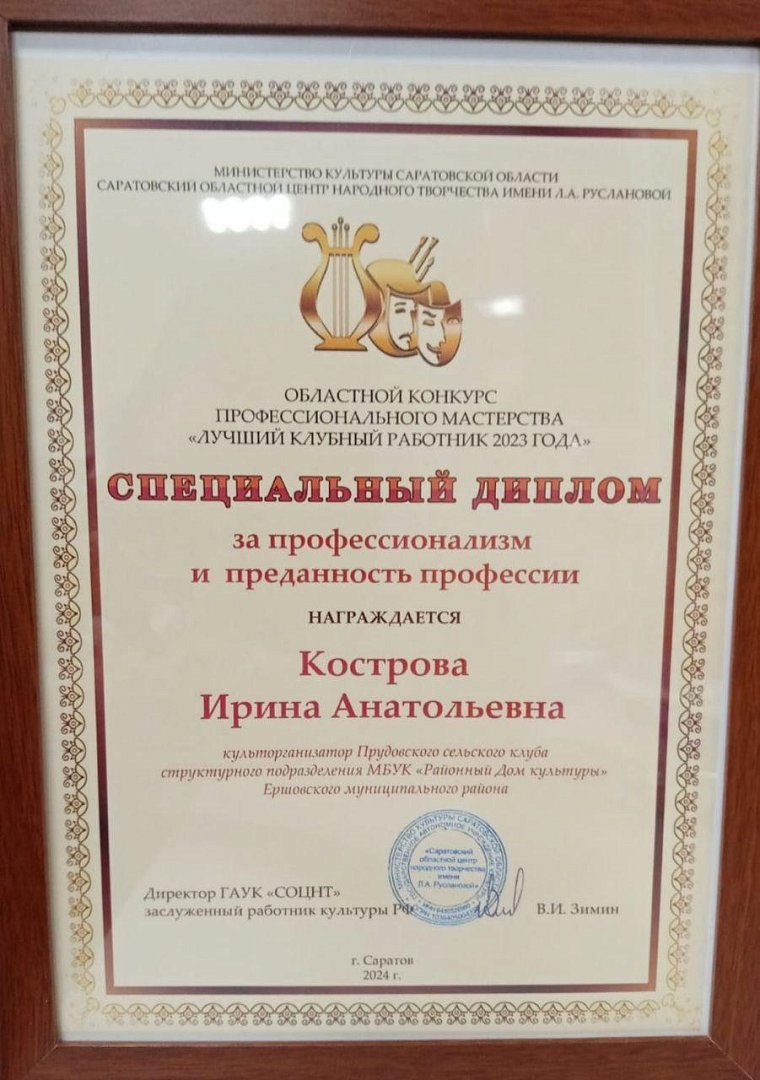 МИНИСТЕРСТВО КУЛЬТУРЫ САРАТОВСКОЙ ОБЛАСТИ
САРАТОВСКИЙ ОБЛАСТНОЙ ЦЕНТР НАРОДНОГО ТВОРЧЕСТВА ИМЕНИ Л.А. РУСЛАНОВОЙ
ОБЛАСТНОЙ КОНКУРС
ПРОФЕССИОНАЛЬНОГО МАСТЕРСТВА
«ЛУЧШИЙ КЛУБНЫЙ РАБОТНИК 2023 ГОДА»
СПЕЦИАЛЬНЫЙ ДИПЛОМ
за профессионализм
и преданность профессии
НАГРАЖДАЕТСЯ
Кострова
Ирина Анатольевна
культорганизатор Прудовского сельского клуба
структурного подразделения МБУК «Районный Дом культуры»
Ершовского муниципального района
«Саратовский
областной центр
народного творчества
имени
Л.А. Руслановой»
Директор ГАУК «СОЦНТ»
заслуженный работник культуры РФ
В.И. Зимин
г. Саратов
2024 г.